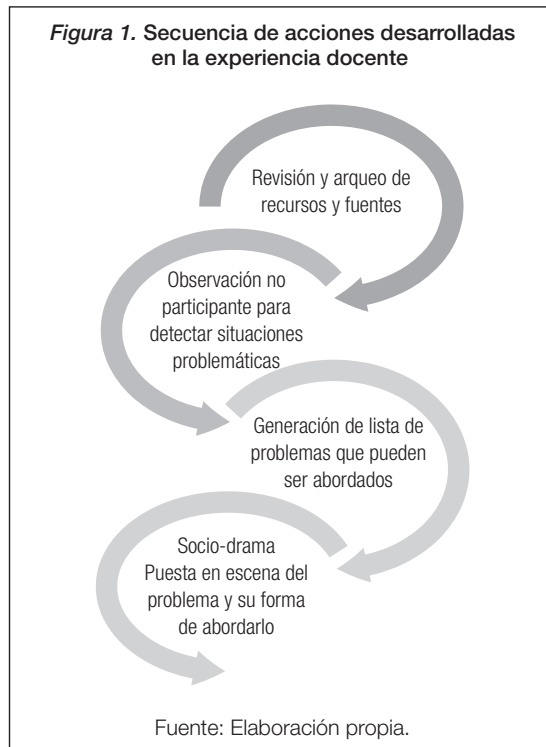 Figura 1. Secuencia de acciones desarrolladas
en la experiencia docente
Revisión y arqueo de
recursos y fuentes
Observación no
participante para
detectar situaciones
problemáticas
Generación de lista de
problemas que pueden
ser abordados
Socio-drama
Puesta en escena del
problema y su forma
de abordarlo
Fuente: Elaboración propia.